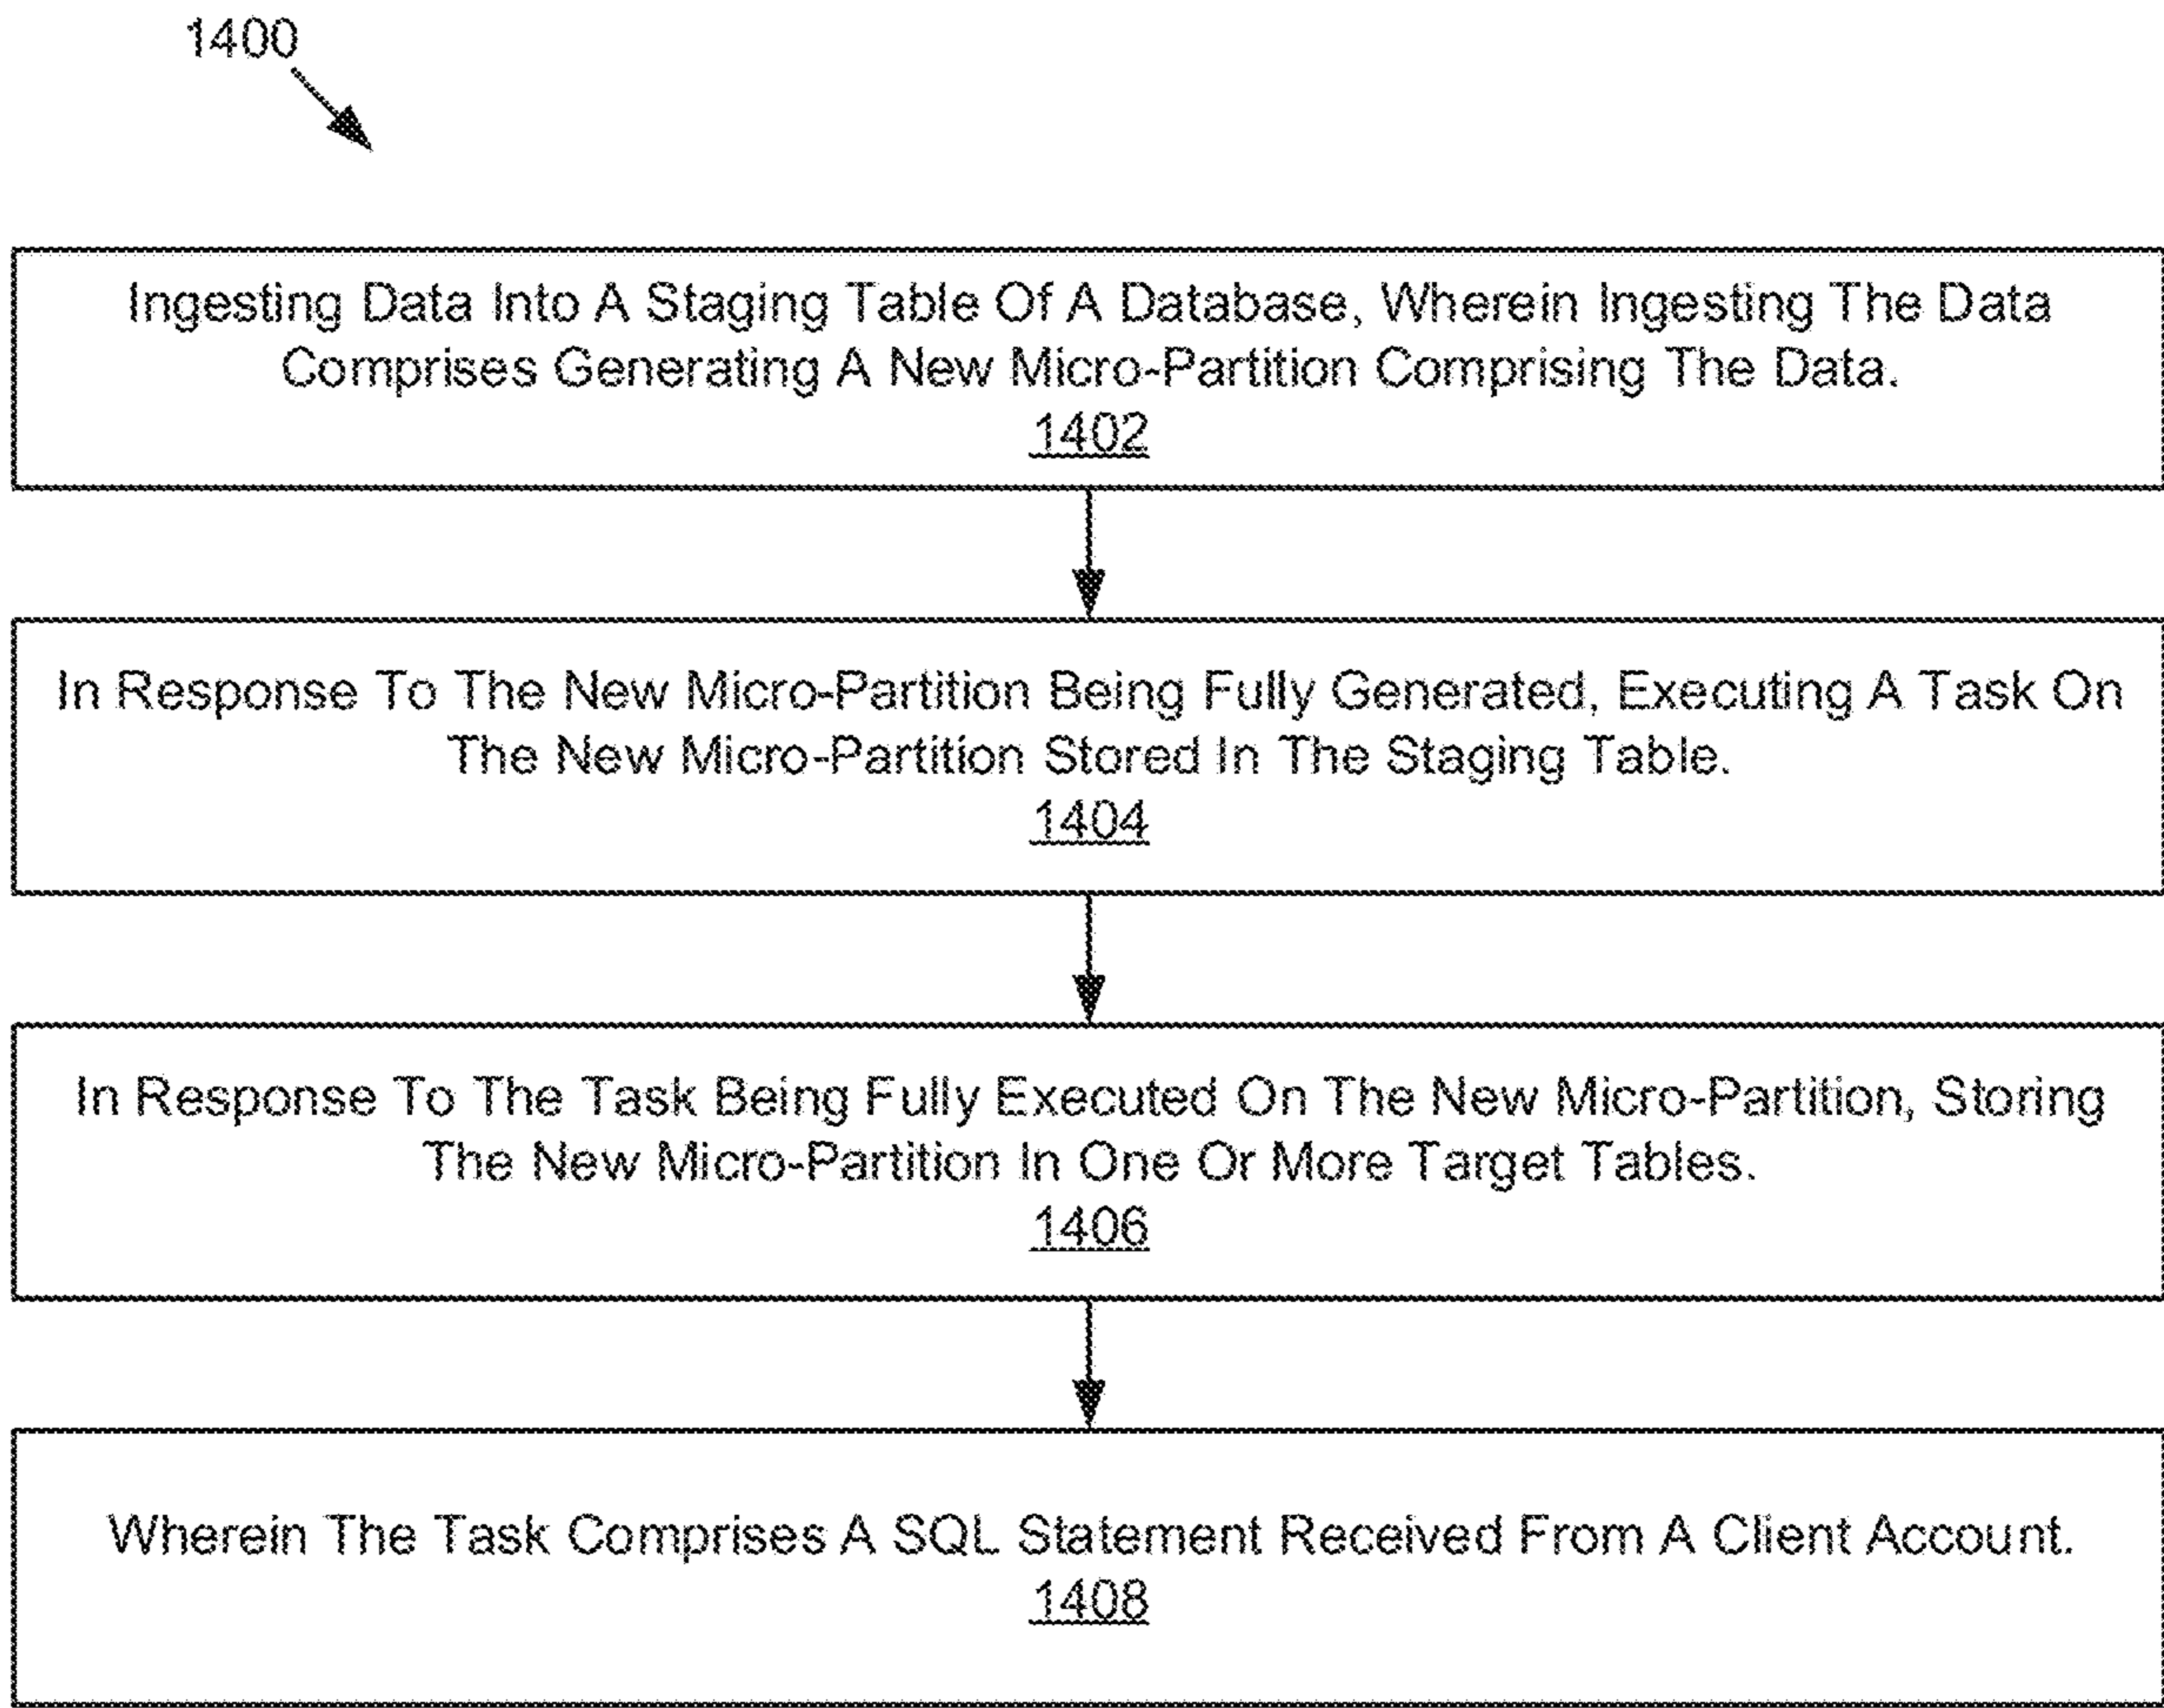 1400
Ingesting Data Into A Staging Table Of A Database, Wherein Ingesting The Data
Comprises Generating A New Micro-Partition Comprising The Data.
1402
In Response To The New Micro-Partition Being Fully Generated, Executing A Task On
The New Micro-Partition Stored In The Staging Table.
1404
In Response To The Task Being Fully Executed On The New Micro-Partition, Storing
The New Micro-Partition In One Or More Target Tables.
1406
Wherein The Task Comprises A SQL Statement Received From A Client Account.
1408